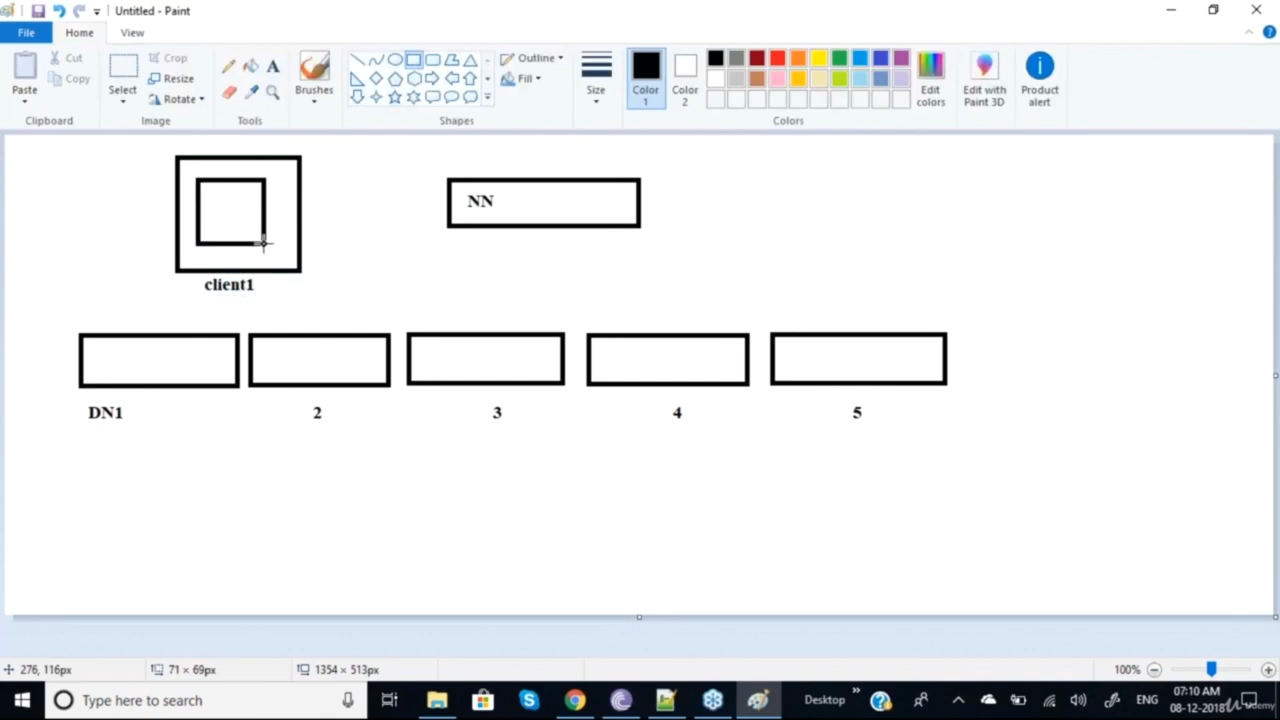 Untitled - Paint
File Home View
Paste
Cut
Copy
Clipboard
Select
Crop
Resize
Rotate
Image
Tools
Brushes
Shapes
Outline
Fill
Size
Color 1
Color 2
Edit colors
Edit with Paint 3D
Product alert
Colors
NN
client1
DN1 2 3 4 5
276, 116px 71 × 69px 1354 × 513px 100%
Type here to search
Desktop
ENG
07:10 AM
08-12-2018
Udemy